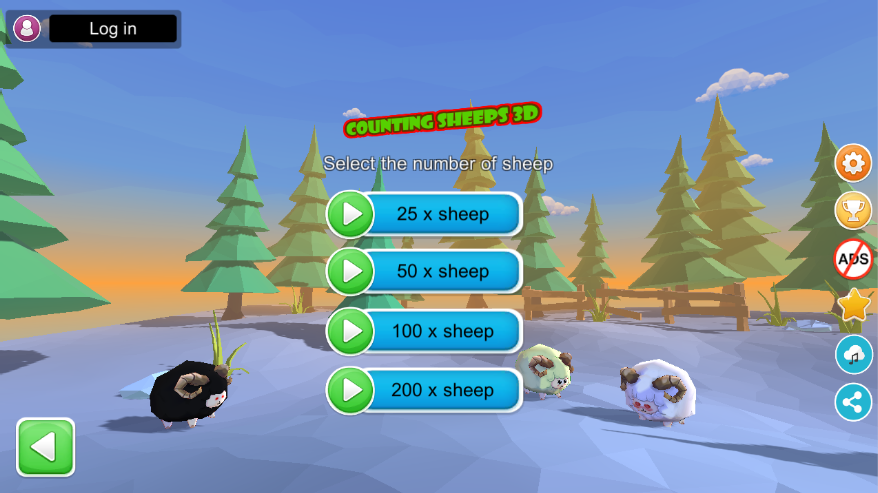 Log in
COUNTING SHEEPS 3D
Select the number of sheep
25 x sheep
50 x sheep
ADS
100 x sheep
200 x sheep